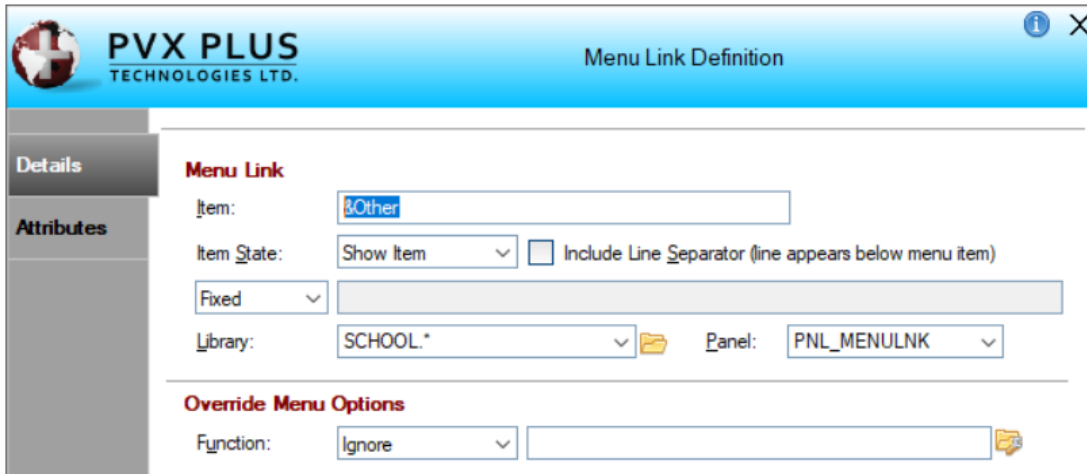 PVX PLUS
TECHNOLOGIES LTD.
Menu Link Definition
Details
Attributes
Menu Link
Item: &Other
Item State: Show Item Include Line Separator (line appears below menu item)
Fixed
Library: SCHOOL.* Panel: PNL_MENULNK
Override Menu Options
Function: Ignore